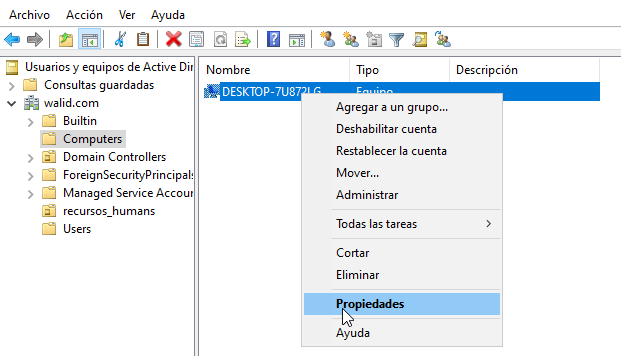 Archivo Acción Ver Ayuda
Usuarios y equipos de Active Dir
Consultas guardadas
walid.com
Builtin
Computers
Domain Controllers
ForeignSecurityPrincipals
Managed Service Accour
recursos_humans
Users
Nombre Tipo Descripción
Equipo
Agregar a un grupo...
Deshabilitar cuenta
Restablecer la cuenta
Mover...
Administrar
Todas las tareas
Cortar
Eliminar
Propiedades
Ayuda